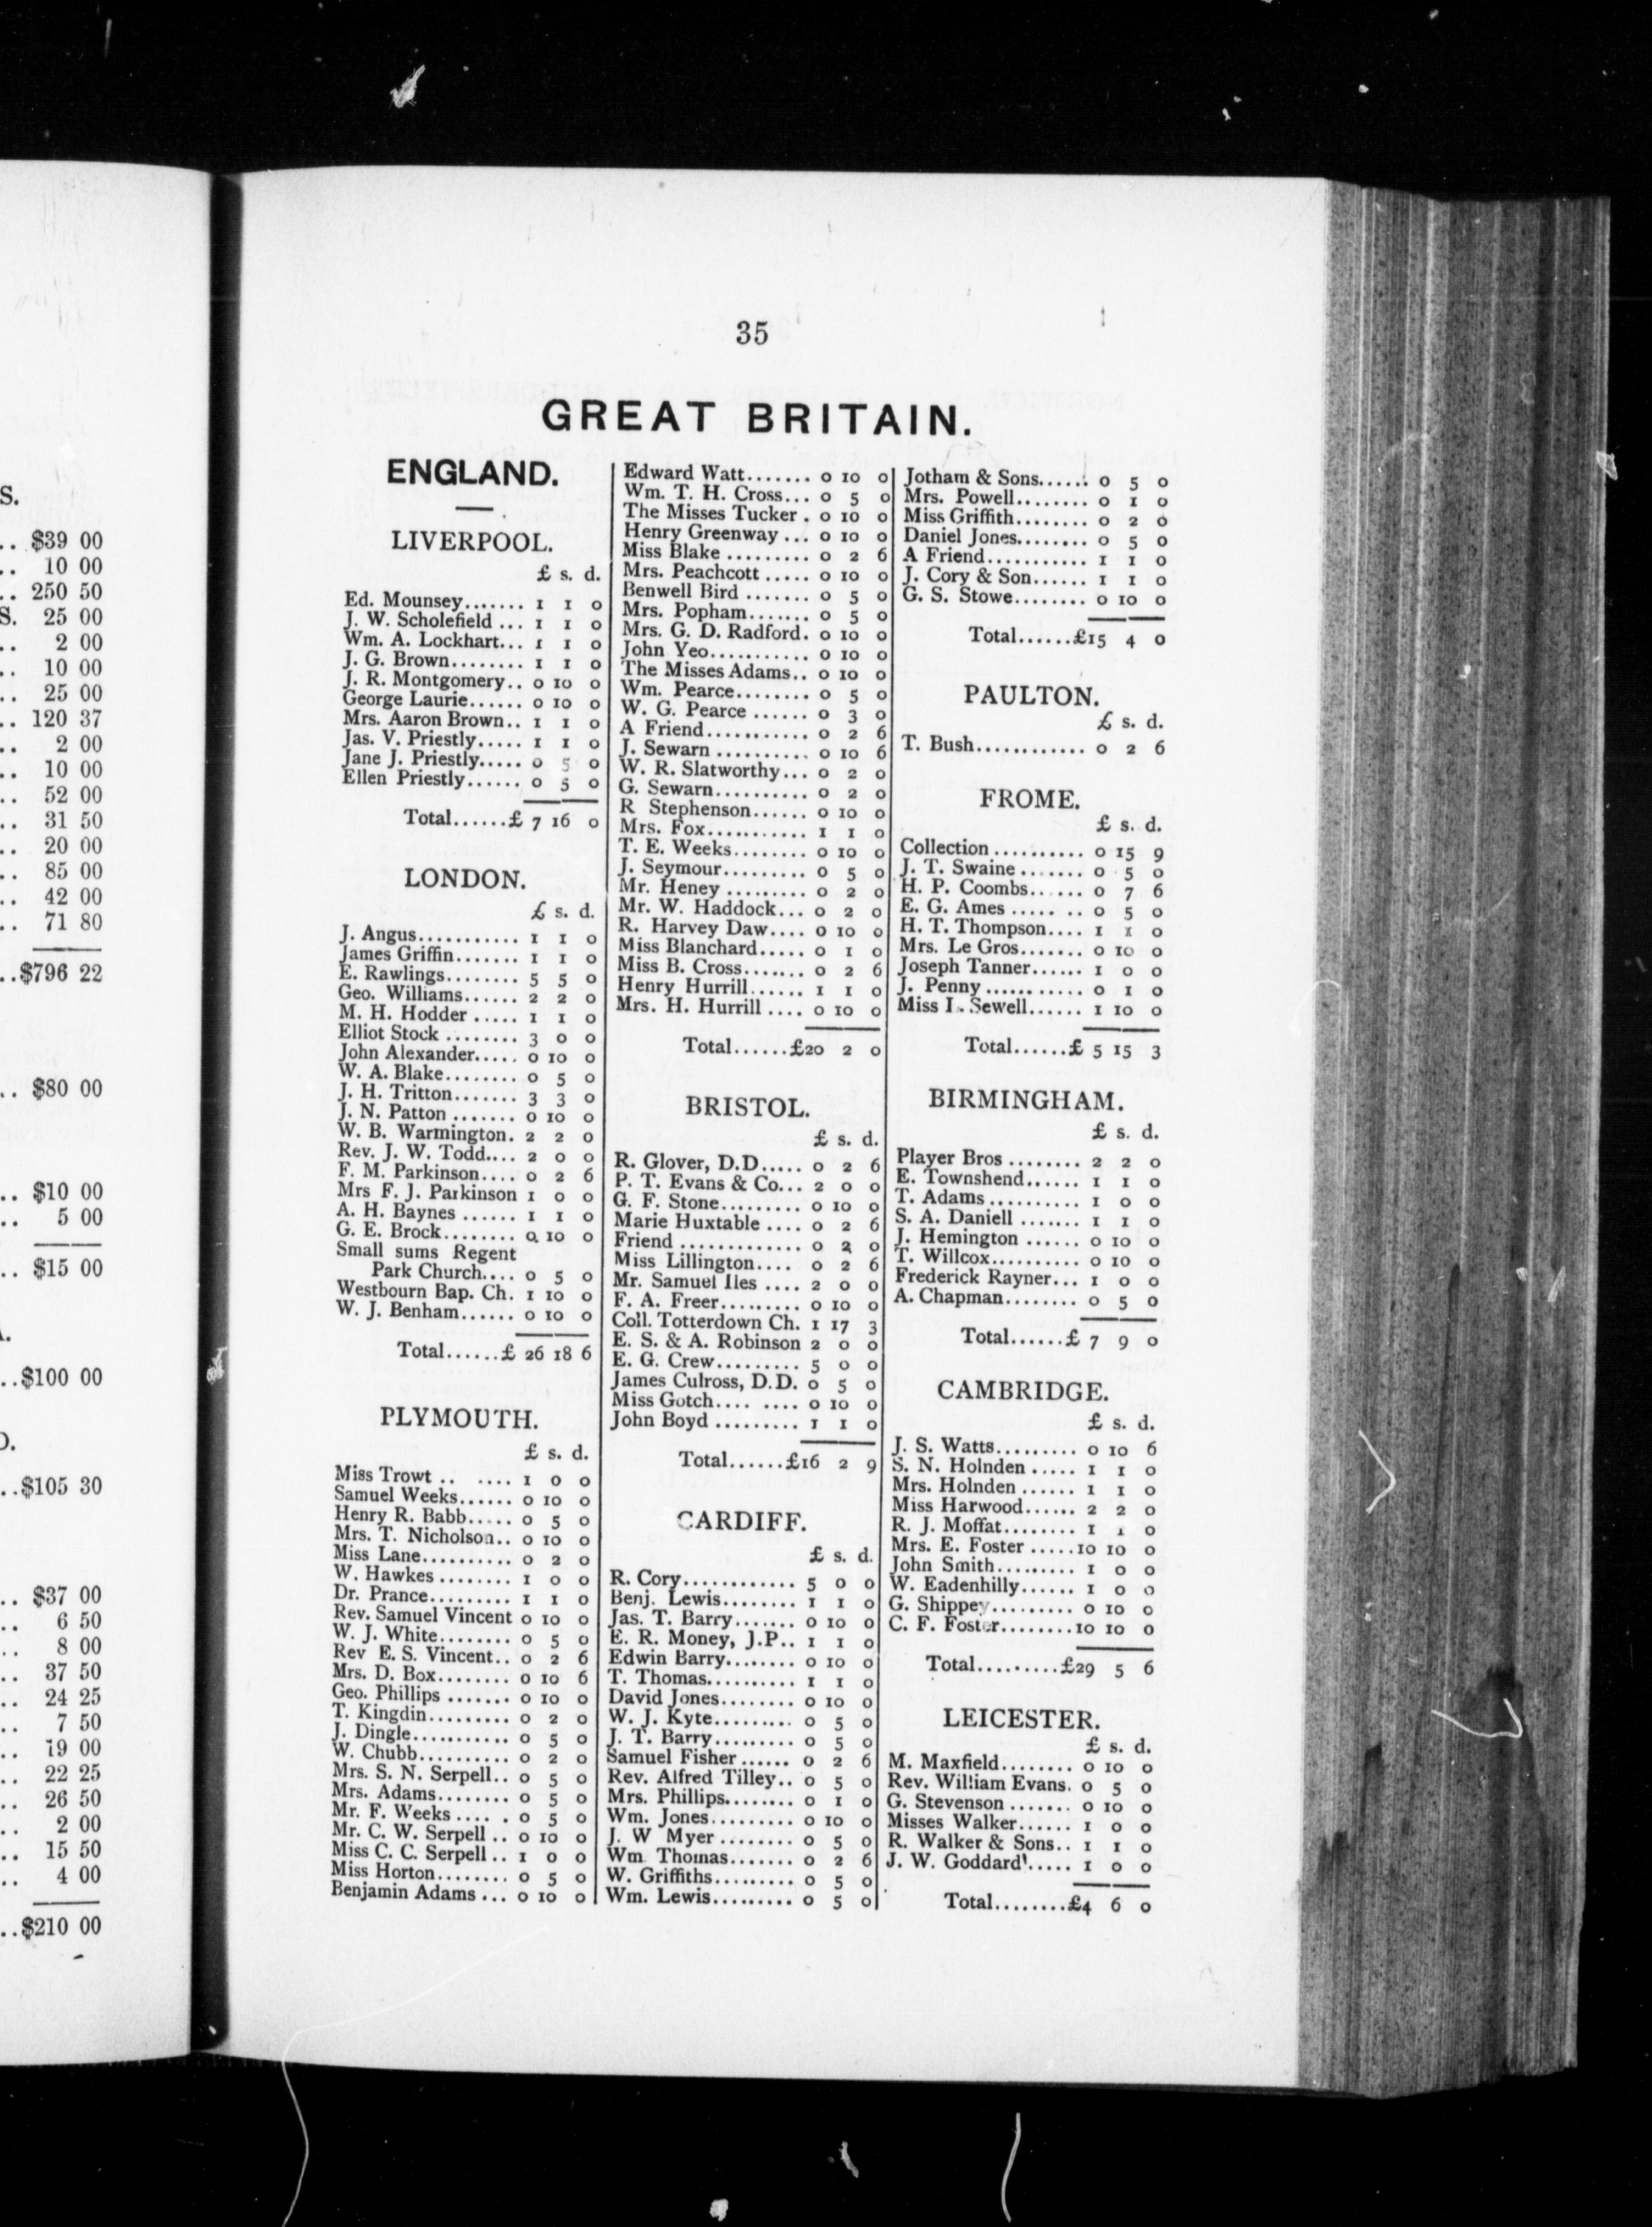 S.
.. $39 00
.. 10 00
.. 250 50
S. 25 00
.. 2 00
.. 10 00
.. 25 00
.. 120 37
.. 2 00
.. 10 00
.. 52 00
.. 31 50
.. 20 00
.. 85 00
.. 42 00
.. 71 80
..$796 22
.. $80 00
.. $10 00
.. 5 00
.. $15 00
..$100 00
..$105 30
.. $37 00
.. 6 50
.. 8 00
.. 37 50
.. 24 25
.. 7 50
.. 19 00
.. 22 25
.. 26 50
.. 2 00
.. 15 50
.. 4 00
..$210 00
35
GREAT BRITAIN.
ENGLAND.
LIVERPOOL.
£ s. d.
Ed. Mounsey....... 1 1 0
J. W. Scholefield ... 1 1 0
Wm. A. Lockhart... 1 1 0
J. G. Brown........ 1 1 0
J. R. Montgomery.. 0 10 0
George Laurie...... 0 10 0
Mrs. Aaron Brown.. 1 1 0
Jas. V. Priestly..... 1 1 0
Jane J. Priestly..... 0 5 0
Ellen Priestly...... 0 5 0
Total......£ 7 16 0
LONDON.
£ s. d.
J. Angus........... 1 1 0
James Griffin....... 1 1 0
E. Rawlings........ 5 5 0
Geo. Williams...... 2 2 0
M. H. Hodder ..... 1 1 0
Elliot Stock ........ 3 0 0
John Alexander..... 0 10 0
W. A. Blake........ 0 5 0
J. H. Tritton....... 3 3 0
J. N. Patton ....... 0 10 0
W. B. Warmington. 2 2 0
Rev. J. W. Todd.... 2 0 0
F. M. Parkinson.... 0 2 6
Mrs F. J. Parkinson 1 0 0
A. H. Baynes ...... 1 1 0
G. E. Brock........ 0 10 0
Small sums Regent
Park Church.... 0 5 0
Westbourn Bap. Ch. 1 10 0
W. J. Benham...... 0 10 0
Total......£ 26 18 6
PLYMOUTH.
£ s. d.
Miss Trowt .. .... 1 0 0
Samuel Weeks...... 0 10 0
Henry R. Babb..... 0 5 0
Mrs. T. Nicholson.. 0 10 0
Miss Lane.......... 0 2 0
W. Hawkes ........ 1 0 0
Dr. Prance......... 1 1 0
Rev. Samuel Vincent 0 10 0
W. J. White........ 0 5 0
Rev E. S. Vincent.. 0 2 6
Mrs. D. Box........ 0 10 6
Geo. Phillips ....... 0 10 0
T. Kingdin......... 0 2 0
J. Dingle........... 0 5 0
W. Chubb.......... 0 2 0
Mrs. S. N. Serpell.. 0 5 0
Mrs. Adams........ 0 5 0
Mr. F. Weeks .... . 0 5 0
Mr. C. W. Serpell .. 0 10 0
Miss C. C. Serpell .. 1 0 0
Miss Horton........ 0 5 0
Benjamin Adams ... 0 10 0
Edward Watt....... 0 10 0
Wm. T. H. Cross... 0 5 0
The Misses Tucker . 0 10 0
Henry Greenway ... 0 10 0
Miss Blake ......... 0 2 6
Mrs. Peachcott ..... 0 10 0
Benwell Bird ....... 0 5 0
Mrs. Popham....... 0 5 0
Mrs. G. D. Radford. 0 10 0
John Yeo........... 0 10 0
The Misses Adams.. 0 10 0
Wm. Pearce........ 0 5 0
W. G. Pearce ...... 0 3 0
A Friend........... 0 2 6
J. Sewarn .......... 0 10 6
W. R. Slatworthy... 0 2 0
G. Sewarn.......... 0 2 0
R Stephenson...... 0 10 0
Mrs. Fox........... 1 1 0
T. E. Weeks........ 0 10 0
J. Seymour......... 0 5 0
Mr. Heney ......... 0 2 0
Mr. W. Haddock... 0 2 0
R. Harvey Daw.... 0 10 0
Miss Blanchard..... 0 1 0
Miss B. Cross....... 0 2 6
Henry Hurrill...... 1 1 0
Mrs. H. Hurrill .... 0 10 0
Total......£20 2 0
BRISTOL.
£ s. d.
R. Glover, D.D..... 0 2 6
P. T. Evans & Co... 2 0 0
G. F. Stone......... 0 10 0
Marie Huxtable .... 0 2 6
Friend ............. 0 2 0
Miss Lillington.... 0 2 6
Mr. Samuel Iles .... 2 0 0
F. A. Freer......... 0 10 0
Coll. Totterdown Ch. 1 17 3
E. S. & A. Robinson 2 0 0
E. G. Crew......... 5 0 0
James Culross, D.D. 0 5 0
Miss Gotch.... .... 0 10 0
John Boyd ......... 1 1 0
Total......£16 2 9
CARDIFF.
£ s. d.
R. Cory............ 5 0 0
Benj. Lewis........ 1 1 0
Jas. T. Barry....... 0 10 0
E. R. Money, J.P.. 1 1 0
Edwin Barry........ 0 10 0
T. Thomas.......... 1 1 0
David Jones........ 0 10 0
W. J. Kyte......... 0 5 0
J. T. Barry......... 0 5 0
Samuel Fisher ...... 0 2 6
Rev. Alfred Tilley.. 0 5 0
Mrs. Phillips........ 0 1 0
Wm. Jones......... 0 10 0
J. W Myer ........ 0 5 0
Wm Thomas....... 0 2 6
W. Griffiths......... 0 5 0
Wm. Lewis......... 0 5 0
Jotham & Sons...... 0 5 0
Mrs. Powell........ 0 1 0
Miss Griffith........ 0 2 0
Daniel Jones........ 0 5 0
A Friend........... 1 1 0
J. Cory & Son...... 1 1 0
G. S. Stowe........ 0 10 0
Total......£15 4 0
PAULTON.
£ s. d.
T. Bush............ 0 2 6
FROME.
£ s. d.
Collection .......... 0 15 9
J. T. Swaine ....... 0 5 0
H. P. Coombs...... 0 7 6
E. G. Ames ..... .. 0 5 0
H. T. Thompson.... 1 1 0
Mrs. Le Gros....... 0 10 0
Joseph Tanner...... 1 0 0
J. Penny ........... 0 1 0
Miss Sewell...... 1 10 0
Total......£ 5 15 3
BIRMINGHAM.
£ s. d.
Player Bros ........ 2 2 0
E. Townshend...... 1 1 0
T. Adams .......... 1 0 0
S. A. Daniell ....... 1 1 0
J. Hemington ...... 0 10 0
T. Willcox.......... 0 10 0
Frederick Rayner... 1 0 0
A. Chapman........ 0 5 0
Total......£ 7 9 0
CAMBRIDGE.
£ s. d.
J. S. Watts......... 0 10 6
S. N. Holnden ..... 1 1 0
Mrs. Holnden ...... 1 1 0
Miss Harwood...... 2 2 0
R. J. Moffat........ 1 1 0
Mrs. E. Foster .....10 10 0
John Smith......... 1 0 0
W. Eadenhilly...... 1 0 0
G. Shippey......... 0 10 0
C. F. Foster........10 10 0
Total.........£29 5 6
LEICESTER.
£ s. d.
M. Maxfield........ 0 10 0
Rev. William Evans. 0 5 0
G. Stevenson ....... 0 10 0
Misses Walker...... 1 0 0
R. Walker & Sons.. 1 1 0
J. W. Goddard..... 1 0 0
Total........£4 6 0